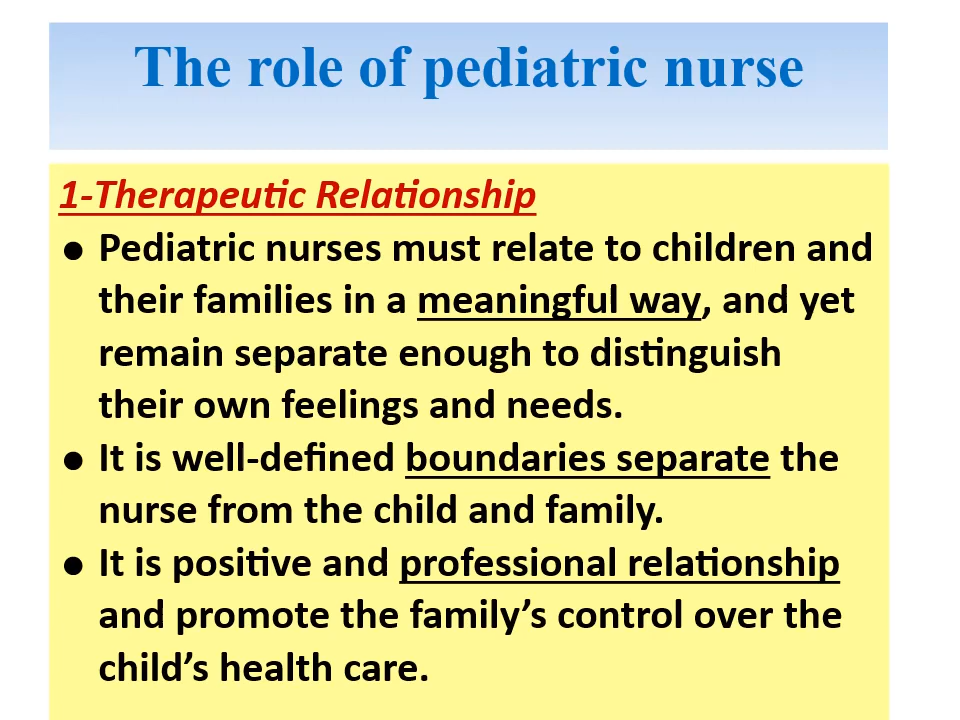 The role of pediatric nurse
1-Therapeutic Relationship
● Pediatric nurses must relate to children and
their families in a meaningful way, and yet
remain separate enough to distinguish
their own feelings and needs.
● It is well-defined boundaries separate the
nurse from the child and family.
● It is positive and professional relationship
and promote the family’s control over the
child’s health care.